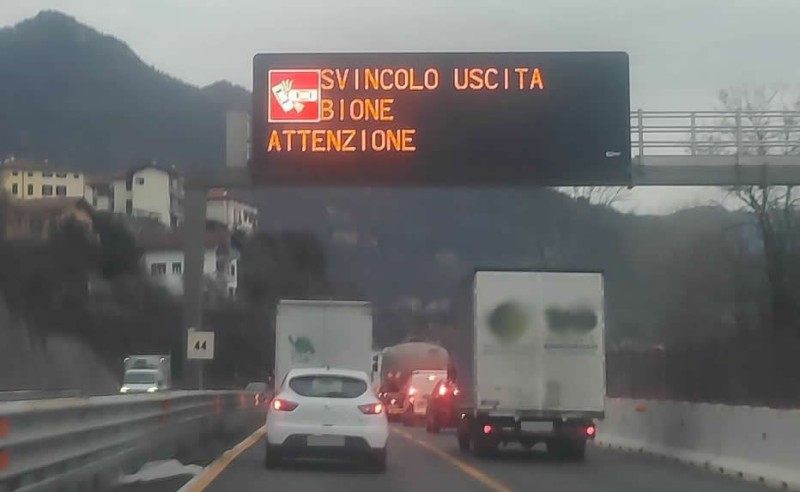 SVINCOLO USCITA
BIONE
ATTENZIONE
44